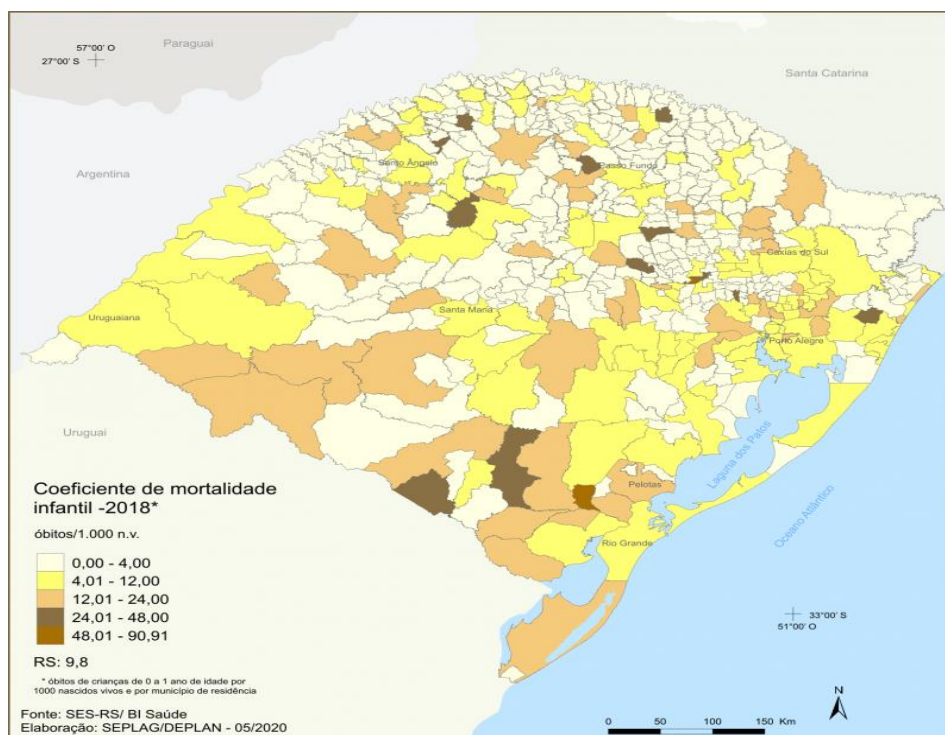 Paraguai
57°00' O
27°00' S
Santa Catarina
Argentina
Santo Ângelo
Passo Fundo
Caxias do Sul
Uruguaiana
Santa Maria
Porto Alegre
Uruguai
Laguna dos Patos
Pelotas
Oceano Atlântico
Rio Grande
33°00' S
51°00' O
Coeficiente de mortalidade
infantil -2018*
óbitos/1.000 n.v.
0,00 - 4,00
4,01 - 12,00
12,01 - 24,00
24,01 - 48,00
48,01 - 90,91
RS: 9,8
* óbitos de crianças de 0 a 1 ano de idade por
1000 nascidos vivos e por município de residência
Fonte: SES-RS/ BI Saúde
Elaboração: SEPLAG/DEPLAN - 05/2020
N
0 50 100 150 Km